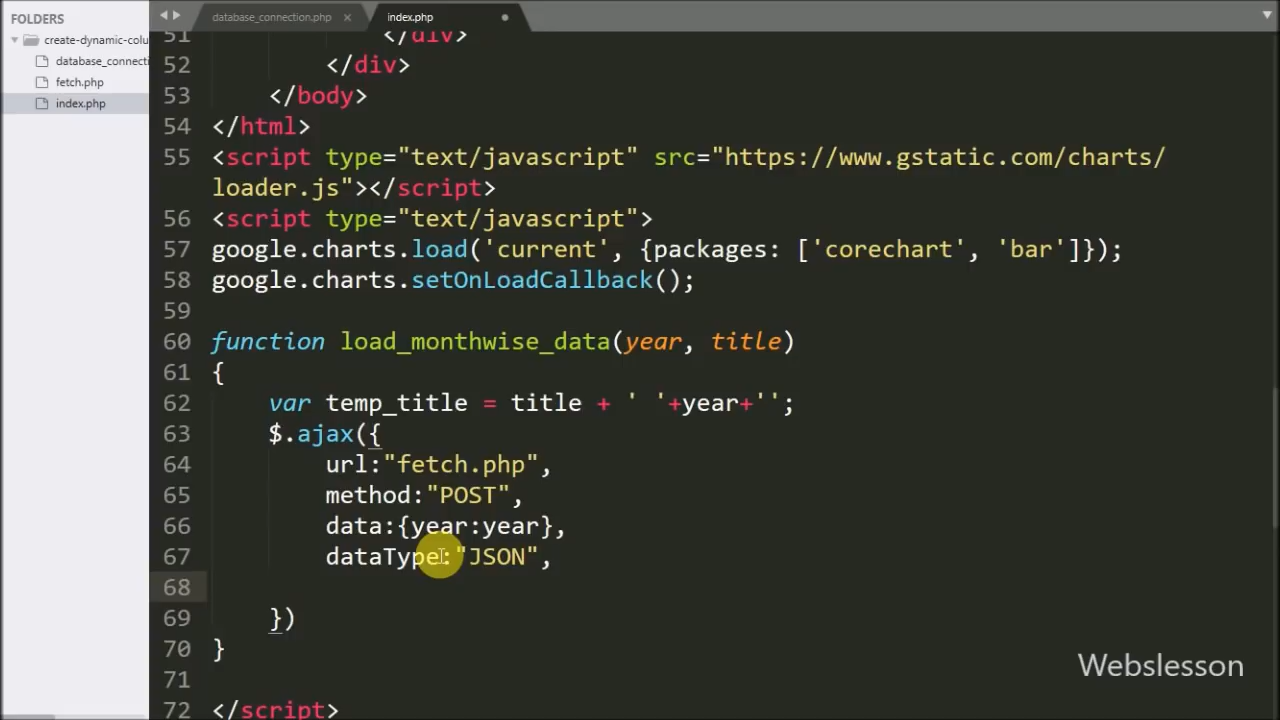 FOLDERS
create-dynamic-colu
database_connecti
fetch.php
index.php
database_connection.php ×
index.php
51 </div>
52 </div>
53 </body>
54 </html>
55 <script type="text/javascript" src="https://www.gstatic.com/charts/
loader.js"></script>
56 <script type="text/javascript">
57 google.charts.load('current', {packages: ['corechart', 'bar']});
58 google.charts.setOnLoadCallback();
59
60 function load_monthwise_data(year, title)
61 {
62 var temp_title = title + ' '+year+'';
63 $.ajax({
64 url:"fetch.php",
65 method:"POST",
66 data:{year:year},
67 dataType:"JSON",
68
69 })
70 }
71
72 </script>
Webslesson